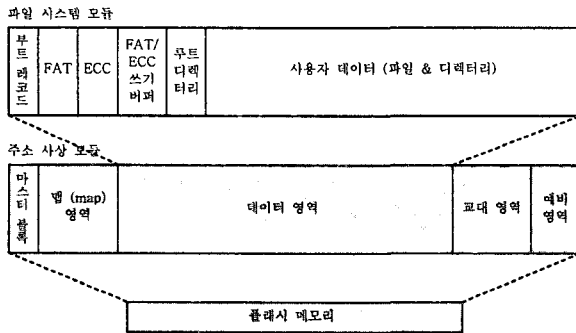 파일 시스템 모듈
부트 레코드
FAT
ECC
FAT/
ECC
쓰기
버퍼
루트
디렉
터리
사용자 데이터 (파일 & 디렉터리)
주소 사상 모듈
마스터 블록
맵 (map)
영역
데이터 영역
교대 영역
예비
영역
플래시 메모리